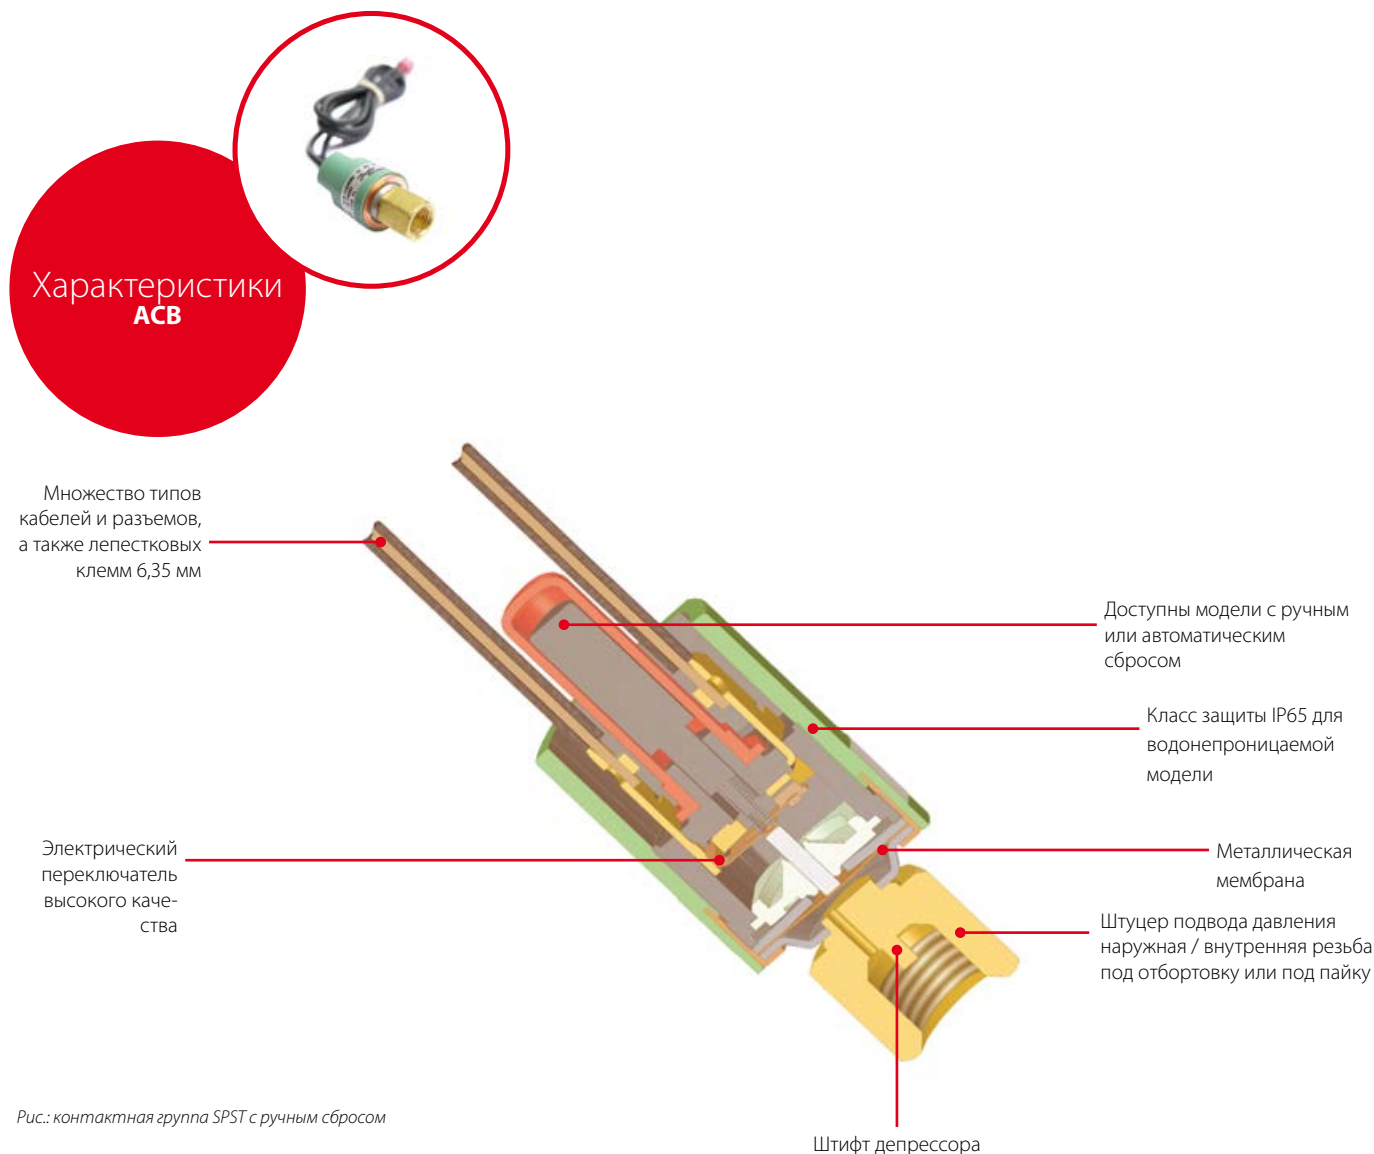 Характеристики
ACB
Множество типов
кабелей и разъемов,
а также лепестковых
клемм 6,35 мм
Доступны модели с ручным
или автоматическим
сбросом
Класс защиты IP65 для
водонепроницаемой
модели
Электрический
переключатель
высокого каче-
ства
Металлическая
мембрана
Штуцер подвода давления
наружная / внутренняя резьба
под отбортовку или под пайку
Рис.: контактная группа SPST с ручным сбросом
Штифт депрессора